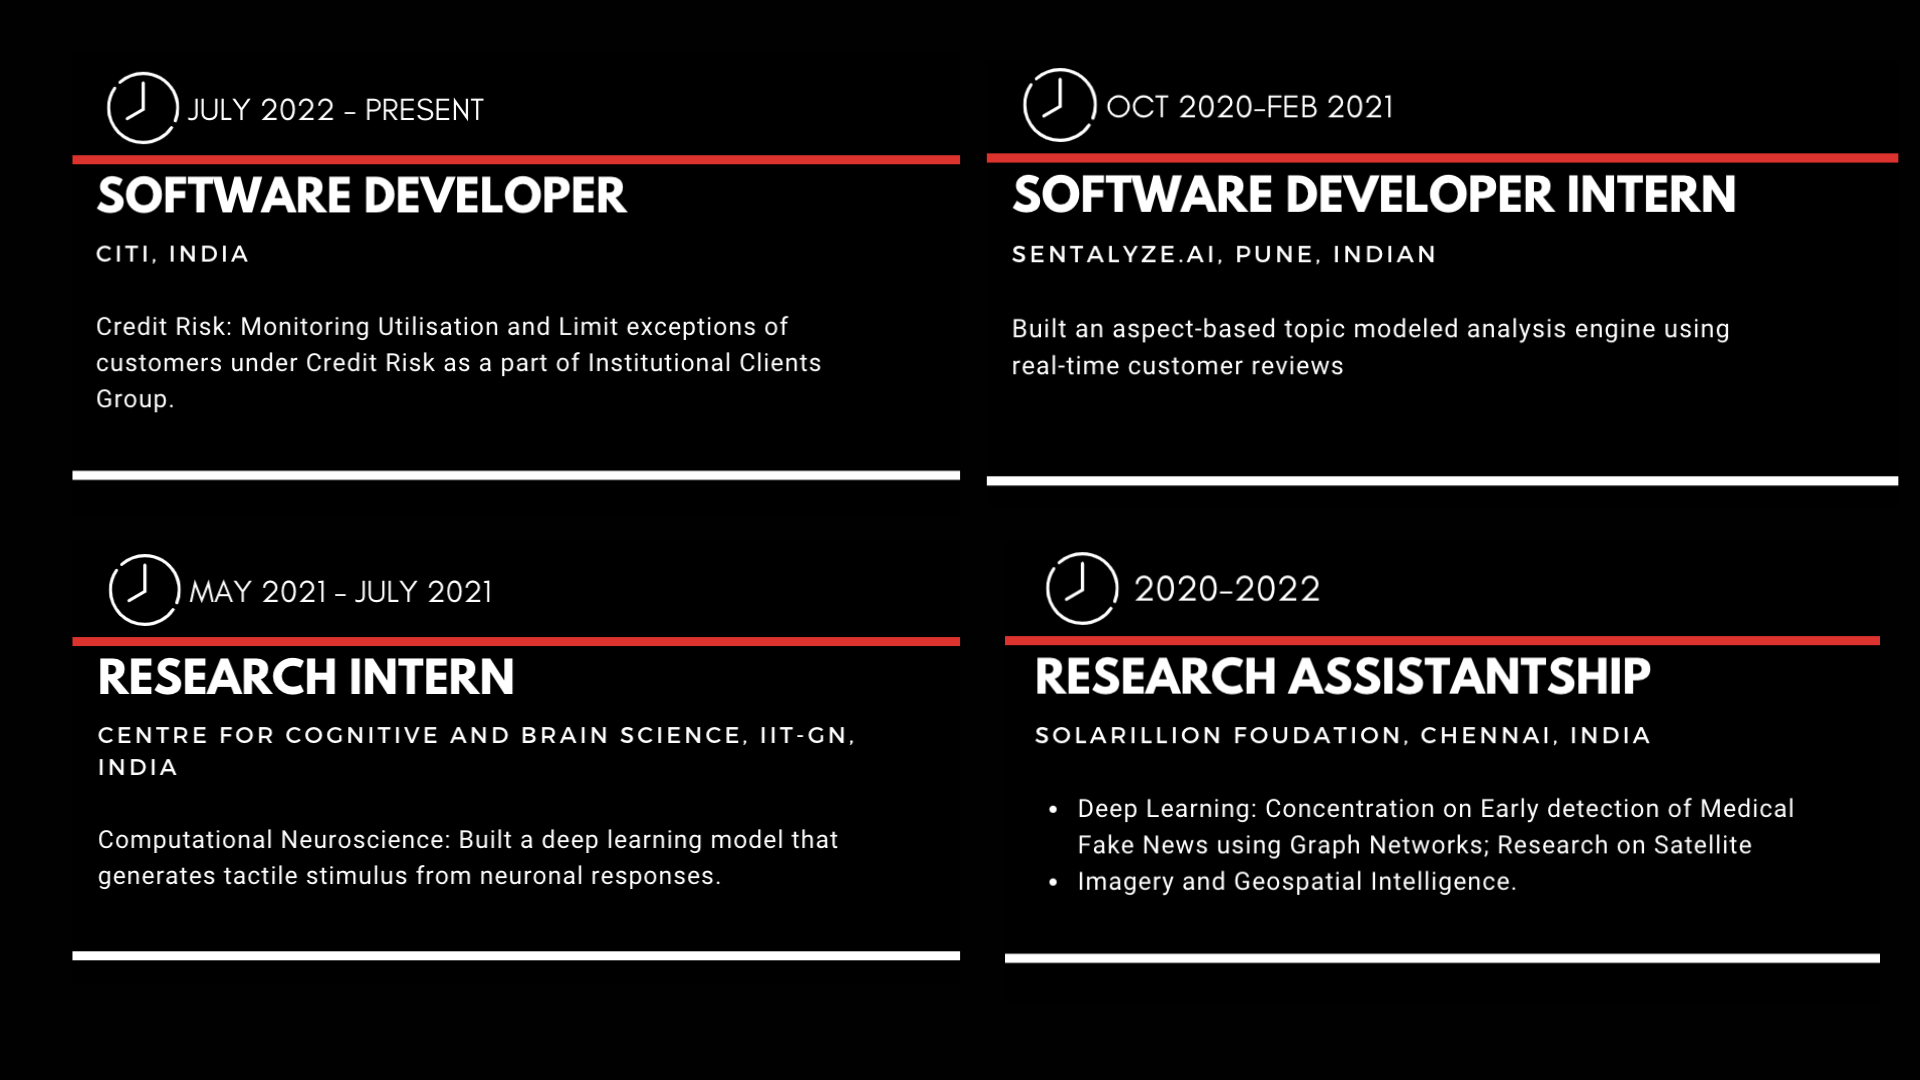 JULY 2022 - PRESENT
SOFTWARE DEVELOPER
CITI, INDIA
Credit Risk: Monitoring Utilisation and Limit exceptions of
customers under Credit Risk as a part of Institutional Clients
Group.
OCT 2020-FEB 2021
SOFTWARE DEVELOPER INTERN
SENTALYZE.AI, PUNE, INDIAN
Built an aspect-based topic modeled analysis engine using
real-time customer reviews
MAY 2021 - JULY 2021
RESEARCH INTERN
CENTRE FOR COGNITIVE AND BRAIN SCIENCE, IIT-GN,
INDIA
Computational Neuroscience: Built a deep learning model that
generates tactile stimulus from neuronal responses.
2020-2022
RESEARCH ASSISTANTSHIP
SOLARILLION FOUDATION, CHENNAI, INDIA
• Deep Learning: Concentration on Early detection of Medical
Fake News using Graph Networks; Research on Satellite
• Imagery and Geospatial Intelligence.